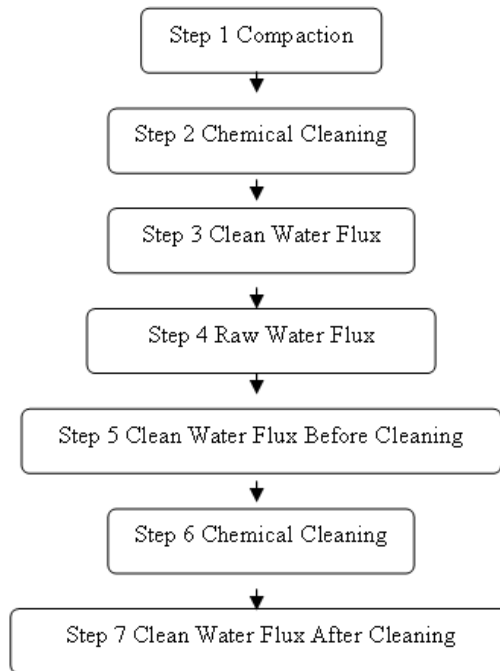 Step 1 Compaction
Step 2 Chemical Cleaning
Step 3 Clean Water Flux
Step 4 Raw Water Flux
Step 5 Clean Water Flux Before Cleaning
Step 6 Chemical Cleaning
Step 7 Clean Water Flux After Cleaning